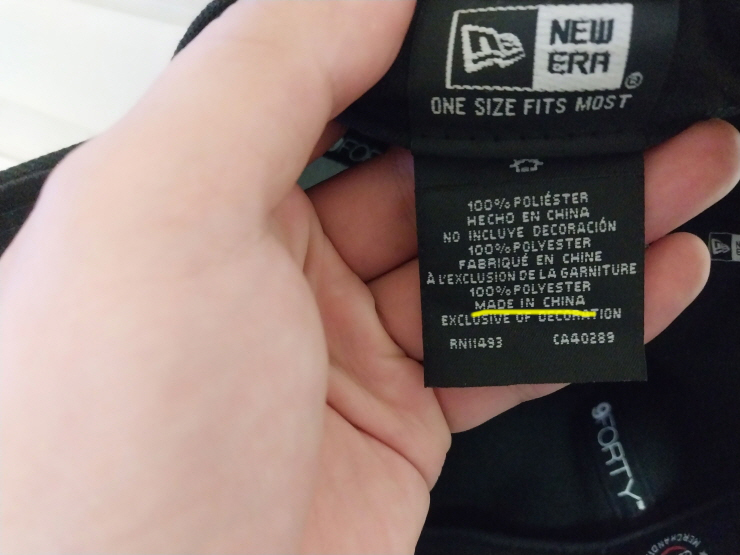 NEW
ERA®
ONE SIZE FITS MOST
100% POLIÉSTER
HECHO EN CHINA
NO INCLUYE DECORACIÓN
100% POLYESTER
FABRIQUÉ EN CHINE
À L'EXCLUSION DE LA GARNITURE
100% POLYESTER
MADE IN CHINA
EXCLUSIVE OF DECORATION
RN11493 CA40289
9FORTY